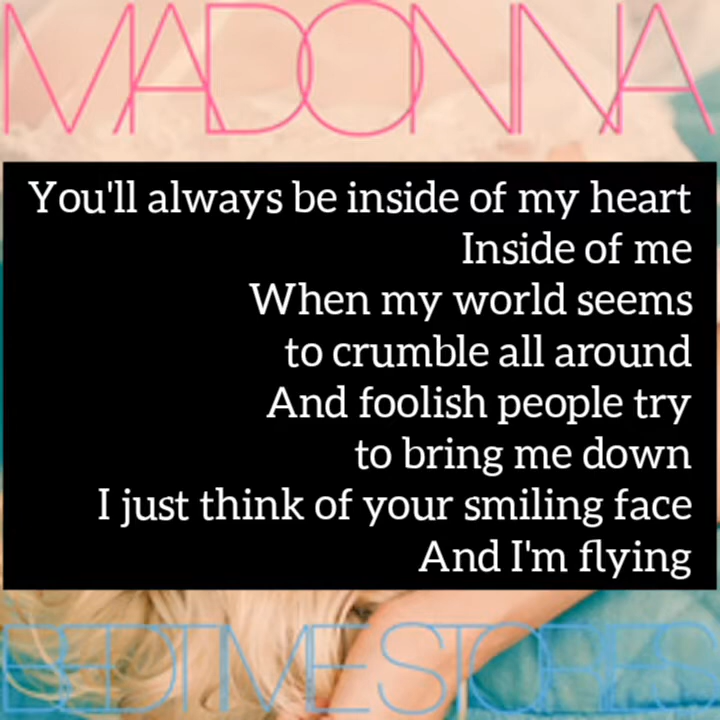 MADONNA
You'll always be inside of my heart
Inside of me
When my world seems
to crumble all around
And foolish people try
to bring me down
I just think of your smiling face
And I'm flying
BEDTIME STORIES